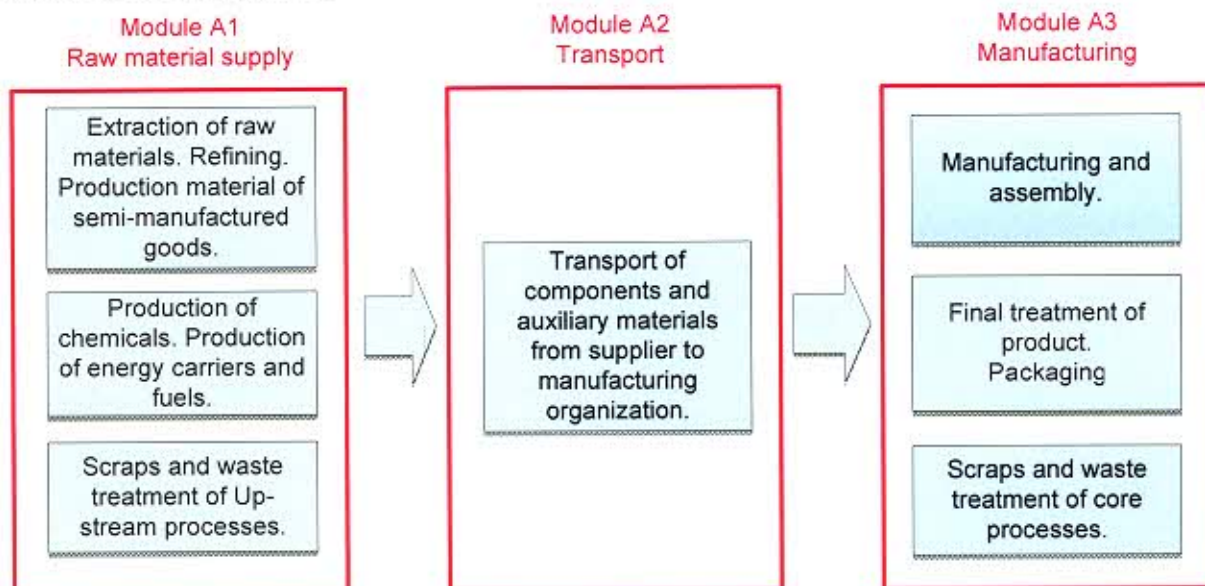 Module A1
Raw material supply
Extraction of raw
materials. Refining.
Production material of
semi-manufactured
goods.
Production of
chemicals. Production
of energy carriers and
fuels.
Scraps and waste
treatment of Up-
stream processes.
Module A2
Transport
Transport of
components and
auxiliary materials
from supplier to
manufacturing
organization.
Module A3
Manufacturing
Manufacturing and
assembly.
Final treatment of
product.
Packaging
Scraps and waste
treatment of core
processes.